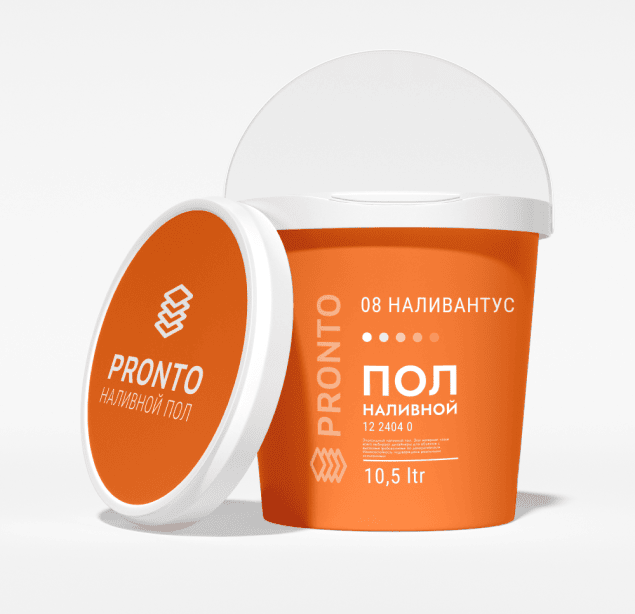 PRONTO
НАЛИВНОЙ ПОЛ
PRONTO
08 НАЛИВАНТУС
ПОЛ
НАЛИВНОЙ
12 2404 0
10,5 ltr